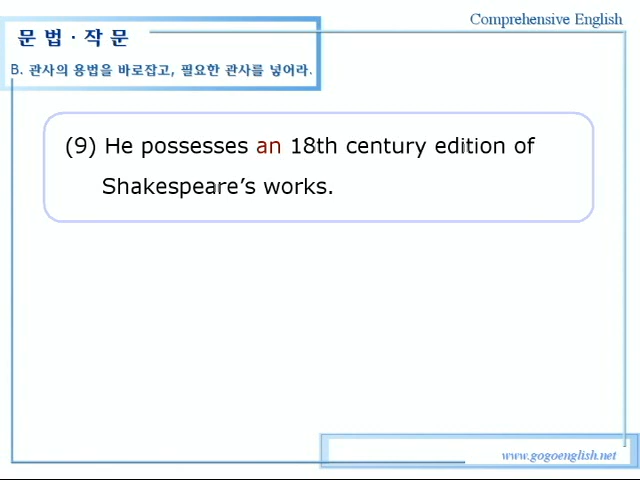 Comprehensive English
문 법 · 작 문
B. 관사의 용법을 바로잡고, 필요한 관사를 넣어라.
(9) He possesses an 18th century edition of
Shakespeare’s works.
www.gogoenglish.net